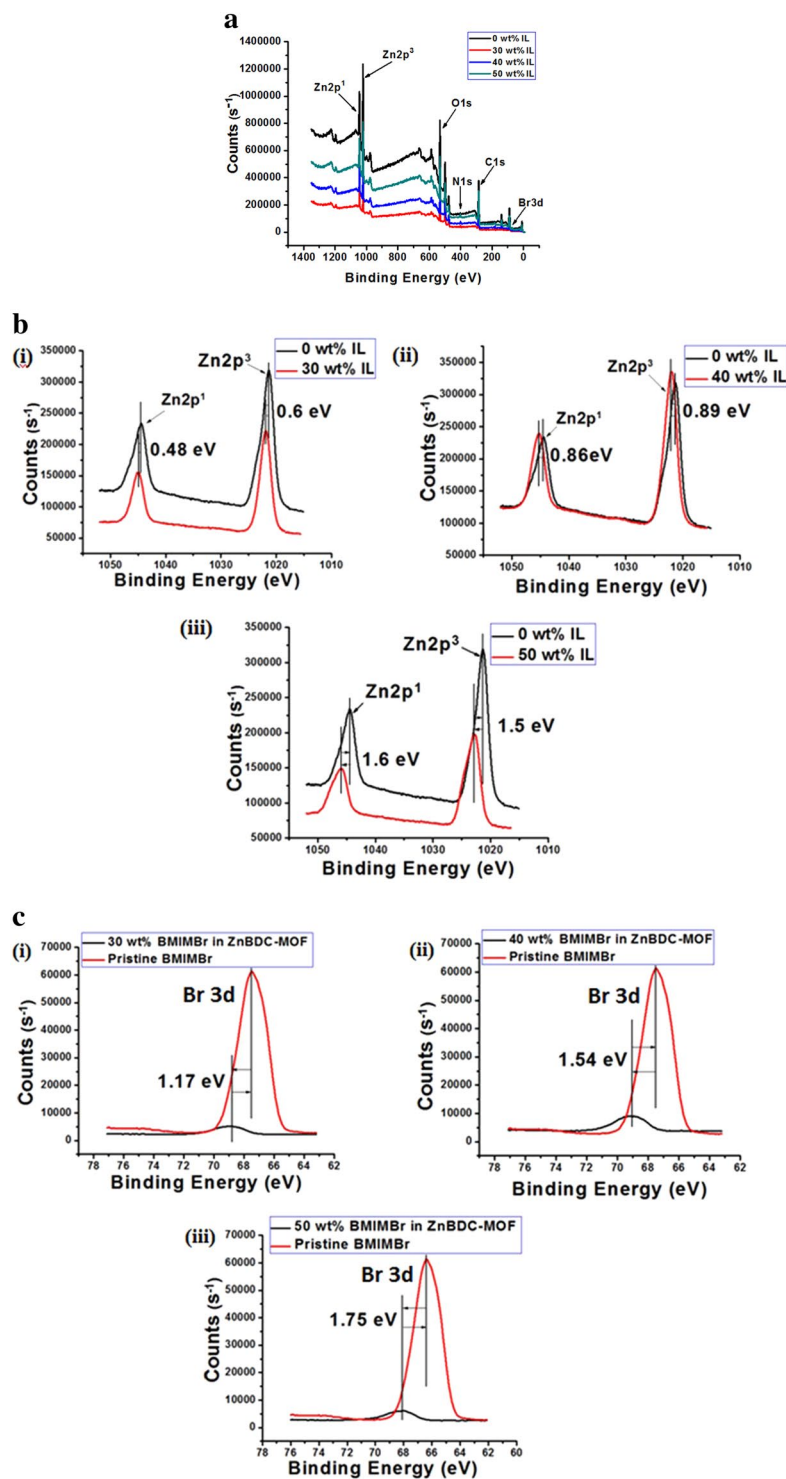 a
0 wt% IL
30 wt% IL
40 wt% IL
50 wt% IL
Zn2p³
Zn2p¹
O1s
N1s
C1s
Br3d
1400000
1200000
1000000
800000
600000
400000
200000
0
Counts (s⁻¹)
1400 1200 1000 800 600 400 200 0
Binding Energy (eV)
b
(i)
0 wt% IL
30 wt% IL
Zn2p³
Zn2p¹
0.6 eV
0.48 eV
350000
300000
250000
200000
150000
100000
50000
Counts (s⁻¹)
1050 1040 1030 1020 1010
Binding Energy (eV)
(ii)
0 wt% IL
40 wt% IL
Zn2p³
Zn2p¹
0.89 eV
0.86eV
350000
300000
250000
200000
150000
100000
50000
Counts (s⁻¹)
1050 1040 1030 1020 1010
Binding Energy (eV)
(iii)
0 wt% IL
50 wt% IL
Zn2p³
Zn2p¹
1.5 eV
1.6 eV
350000
300000
250000
200000
150000
100000
50000
Counts (s⁻¹)
1050 1040 1030 1020 1010
Binding Energy (eV)
c
(i)
30 wt% BMIMBr in ZnBDC-MOF
Pristine BMIMBr
Br 3d
1.17 eV
70000
60000
50000
40000
30000
20000
10000
0
Counts (s⁻¹)
78 76 74 72 70 68 66 64 62
Binding Energy (eV)
(ii)
40 wt% BMIMBr in ZnBDC-MOF
Pristine BMIMBr
Br 3d
1.54 eV
70000
60000
50000
40000
30000
20000
10000
0
Counts (s⁻¹)
78 76 74 72 70 68 66 64 62
Binding Energy (eV)
(iii)
50 wt% BMIMBr in ZnBDC-MOF
Pristine BMIMBr
Br 3d
1.75 eV
70000
60000
50000
40000
30000
20000
10000
0
Counts (s⁻¹)
78 76 74 72 70 68 66 64 62 60
Binding Energy (eV)